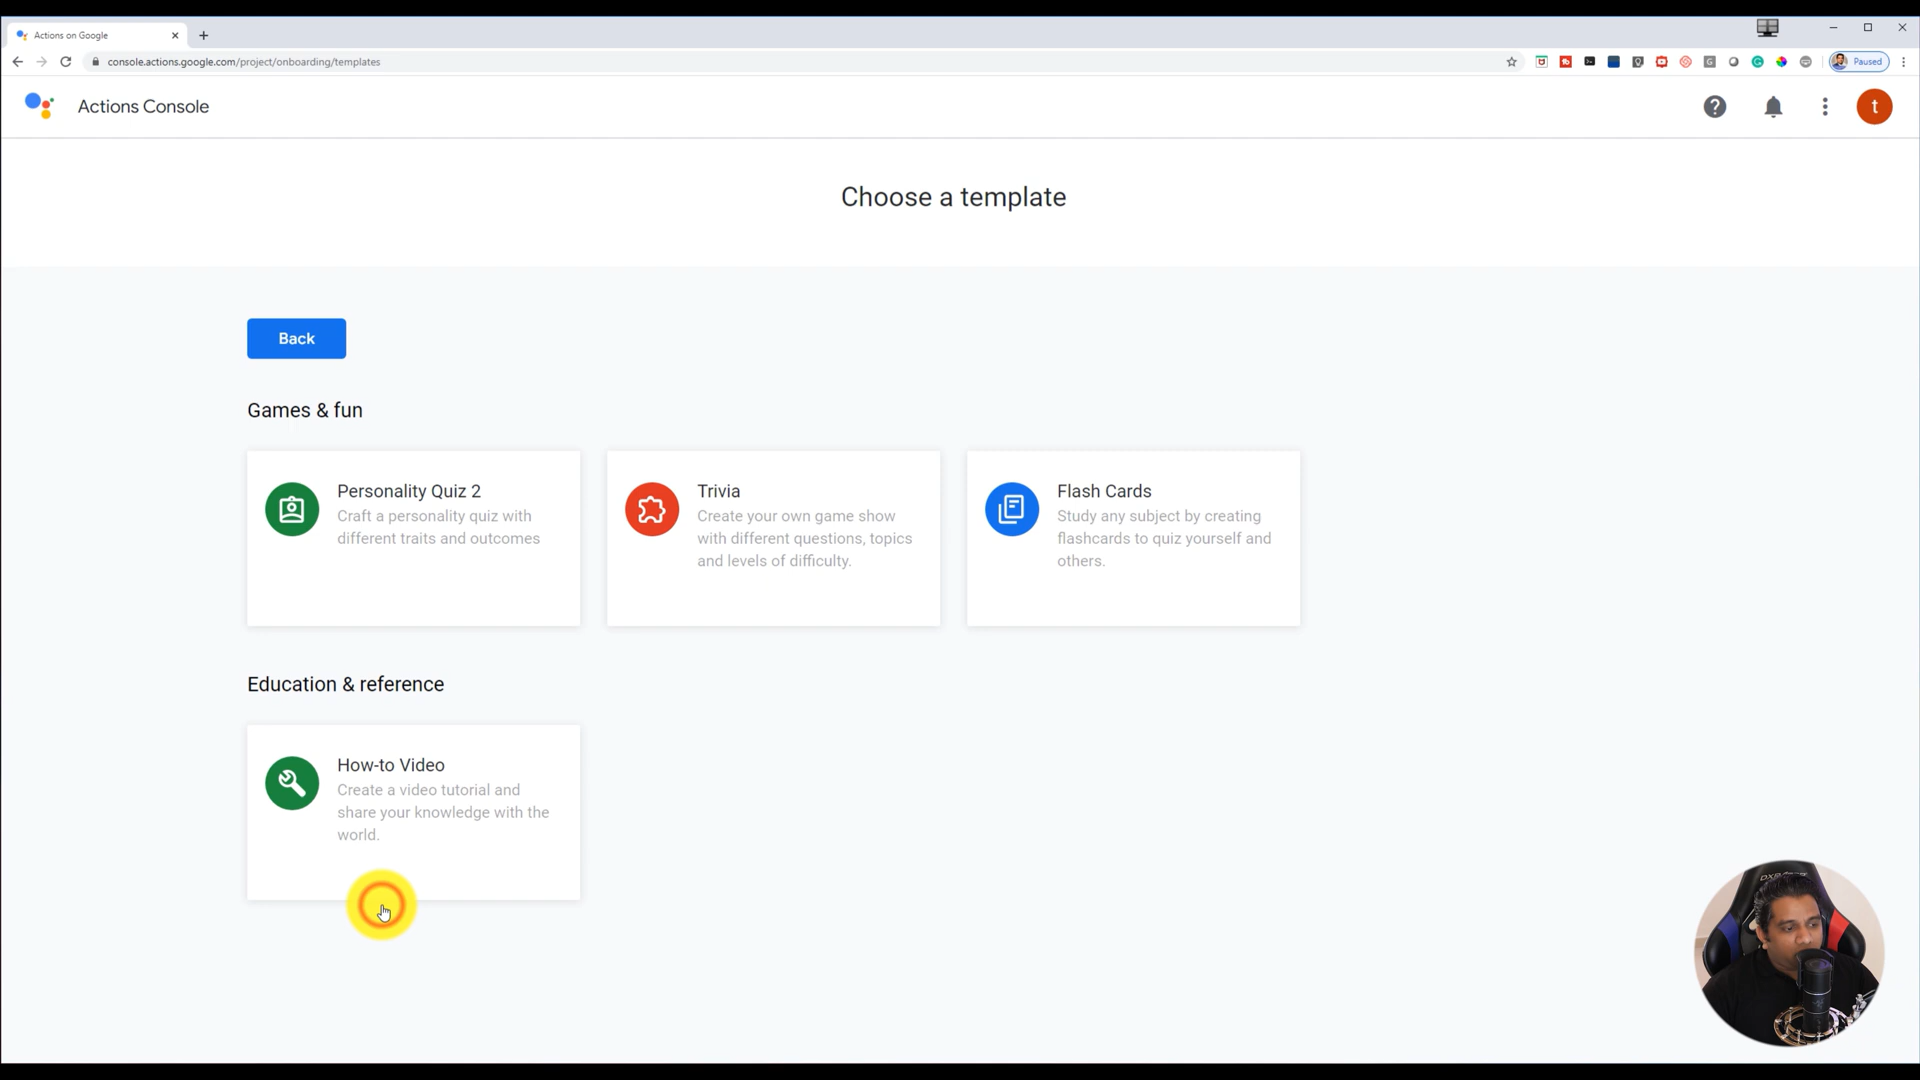 Actions on Google
console.actions.google.com/project/onboarding/templates
Paused
Actions Console
t
Choose a template
Back
Games & fun
Personality Quiz 2
Craft a personality quiz with
different traits and outcomes
Trivia
Create your own game show
with different questions, topics
and levels of difficulty.
Flash Cards
Study any subject by creating
flashcards to quiz yourself and
others.
Education & reference
How-to Video
Create a video tutorial and
share your knowledge with the
world.